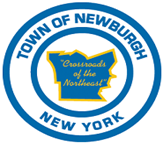 TOWN OF NEWBURGH
"Crossroads
of the
Northeast"
NEW YORK